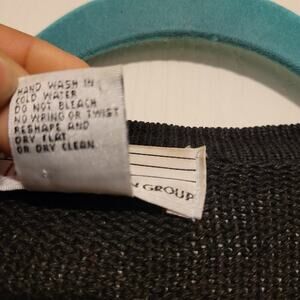 HAND WASH IN
COLD WATER
DO NOT BLEACH
NO WRING OR TWIST
RESHAPE AND
DRY FLAT
OR DRY CLEAN
GROUP